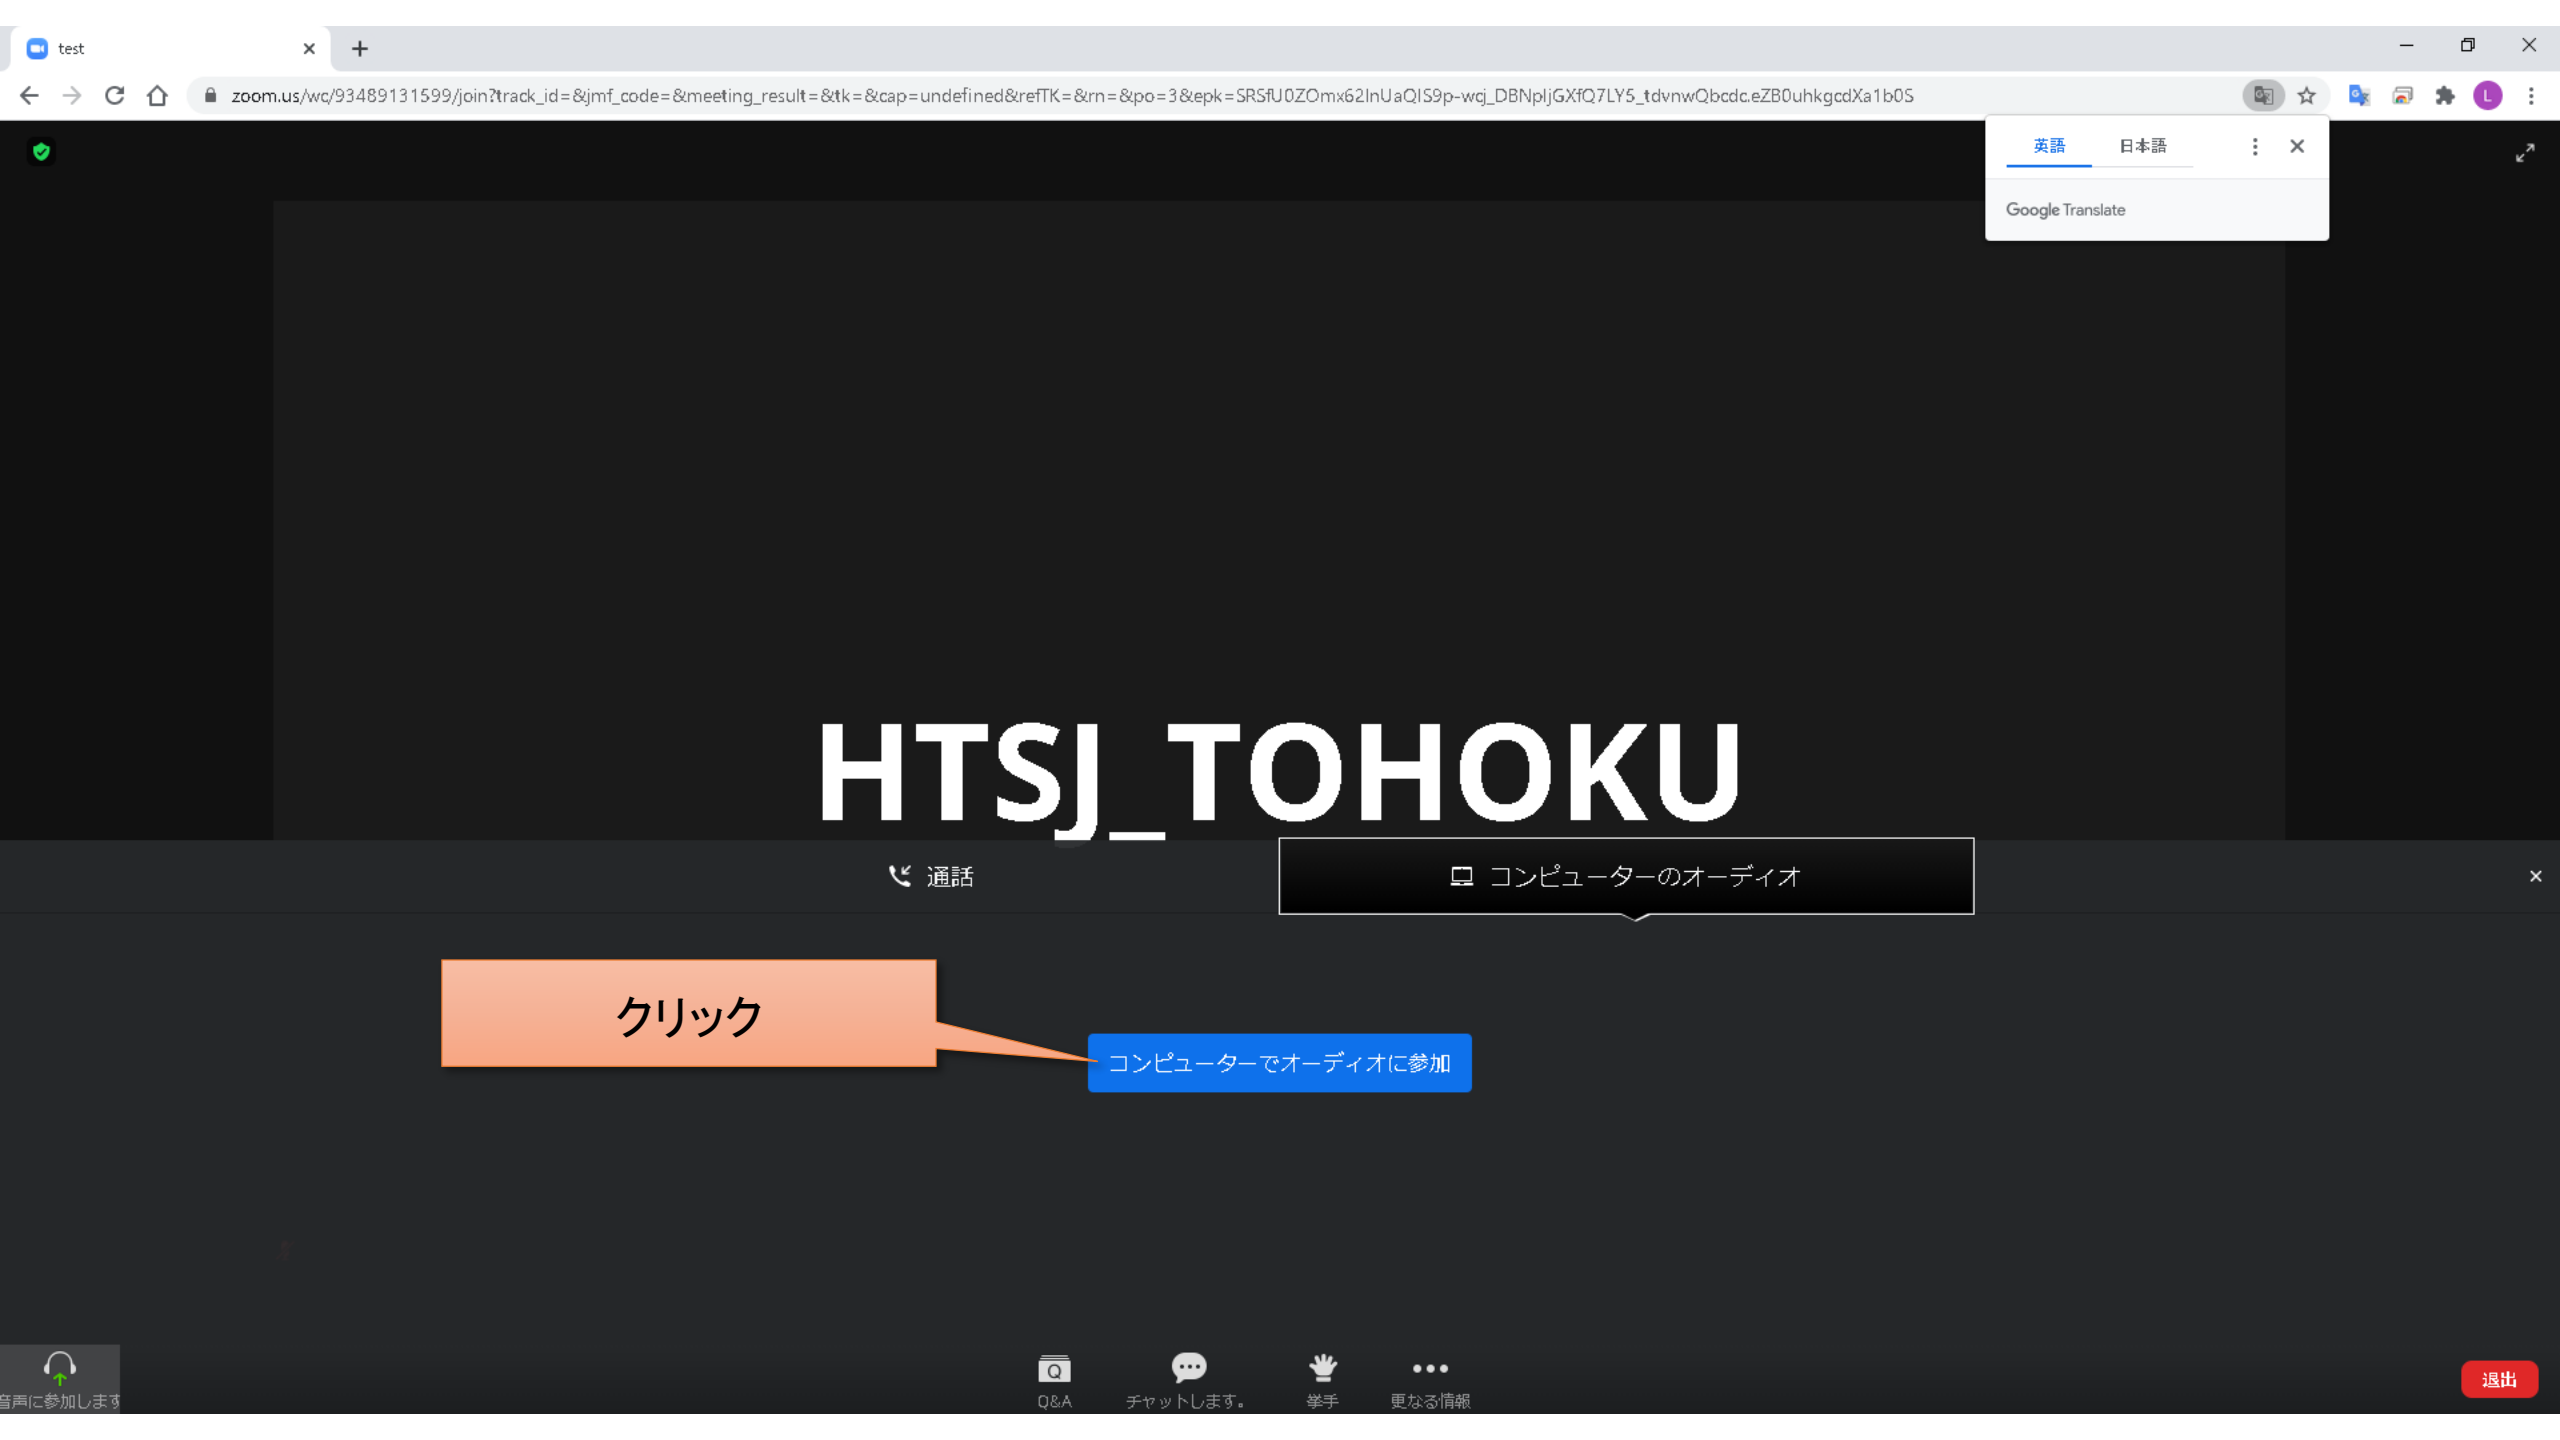 test
zoom.us/wc/93489131599/join?track_id=&jmf_code=&meeting_result=&tk=&cap=undefined&refTK=&rn=&po=3&epk=SRSfU0ZOmx62InUaQIS9p-wcj_DBNpIjGXfQ7LY5_tdvnwQbcdc.eZB0uhkgcdXa1b0S
L
英語 日本語
Google Translate
HTSJ_TOHOKU
通話
コンピューターのオーディオ
クリック
コンピューターでオーディオに参加
音声に参加します
Q&A
チャットします。
挙手
更なる情報
退出